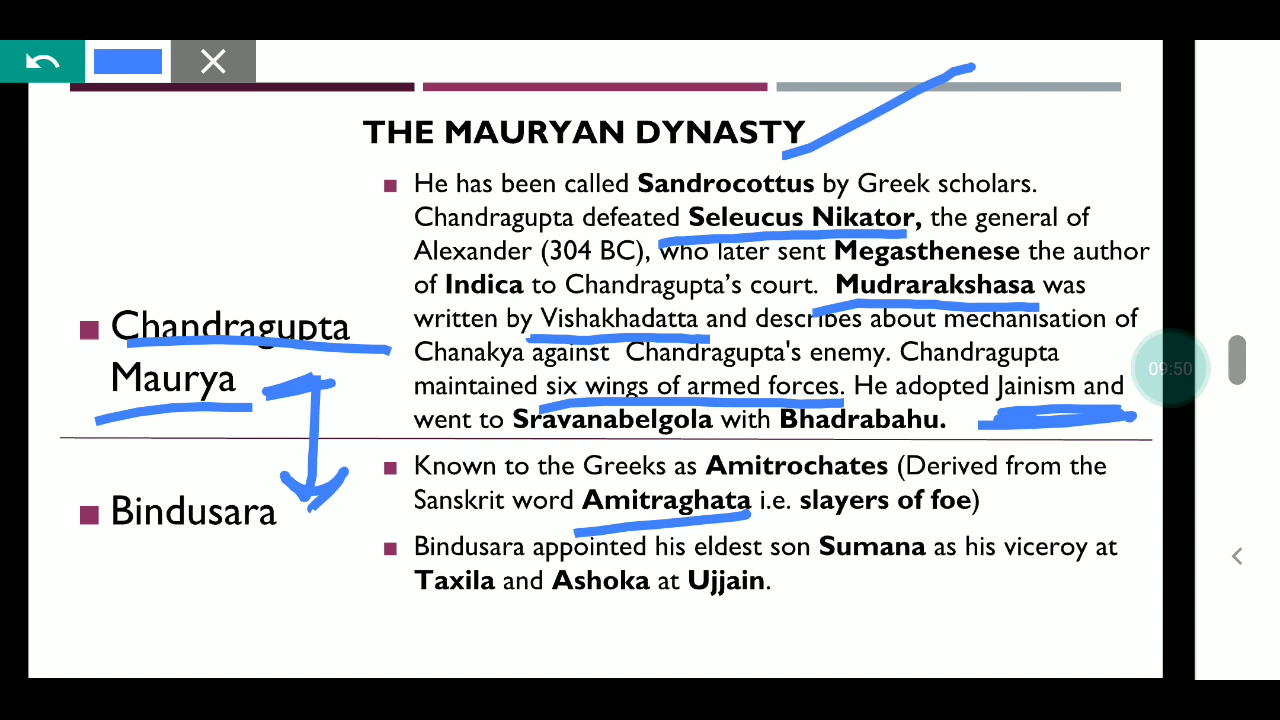 THE MAURYAN DYNASTY
■ Chandragupta
Maurya
■ He has been called Sandrocottus by Greek scholars.
Chandragupta defeated Seleucus Nikator, the general of
Alexander (304 BC), who later sent Megasthenese the author
of Indica to Chandragupta's court. Mudrarakshasa was
written by Vishakhadatta and describes about mechanisation of
Chanakya against Chandragupta's enemy. Chandragupta
maintained six wings of armed forces. He adopted Jainism and
went to Sravanabelgola with Bhadrabahu.
■ Bindusara
■ Known to the Greeks as Amitrochates (Derived from the
Sanskrit word Amitraghata i.e. slayers of foe)
■ Bindusara appointed his eldest son Sumana as his viceroy at
Taxila and Ashoka at Ujjain.
09:50